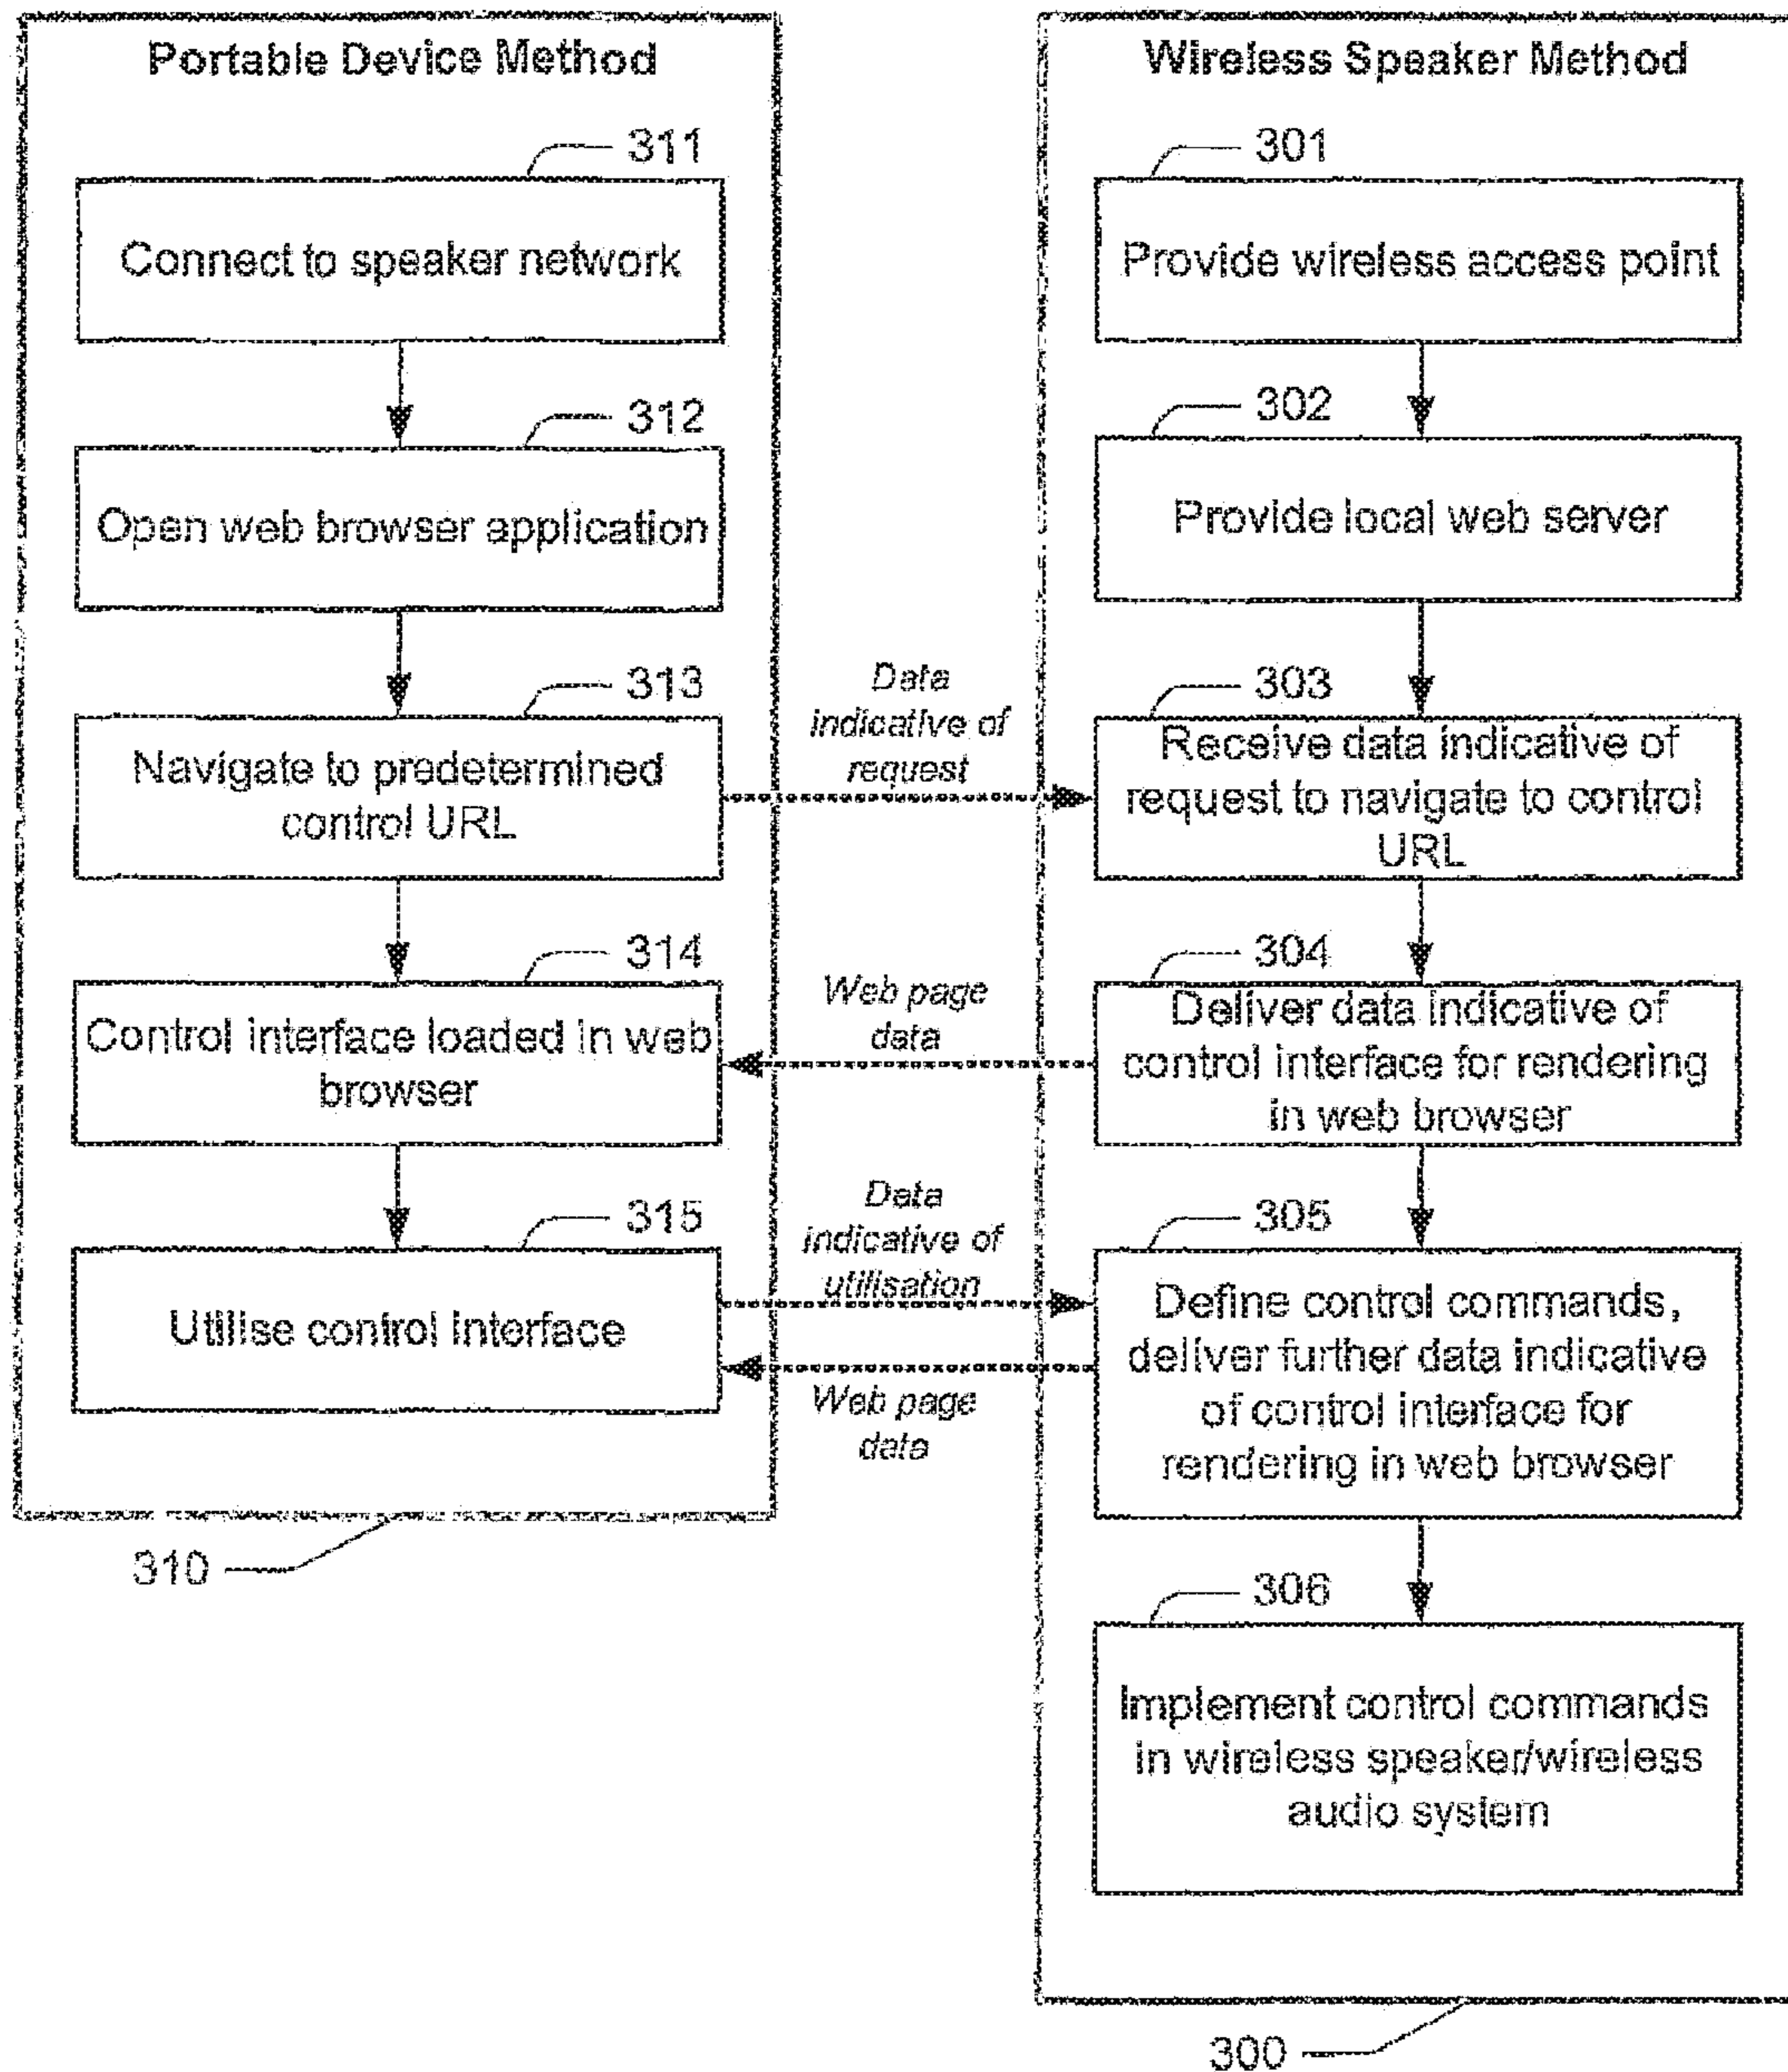 Portable Device Method
311
Connect to speaker network
312
Open web browser application
313
Navigate to predetermined
control URL
314
Control interface loaded in web
browser
315
Utilise control interface
310
Data
indicative of
request
Web page
data
Data
indicative of
utilisation
Web page
data
Wireless Speaker Method
301
Provide wireless access point
302
Provide local web server
303
Receive data indicative of
request to navigate to control
URL
304
Deliver data indicative of
control interface for rendering
in web browser
305
Define control commands,
deliver further data indicative
of control interface for
rendering in web browser
306
Implement control commands
in wireless speaker/wireless
audio system
300